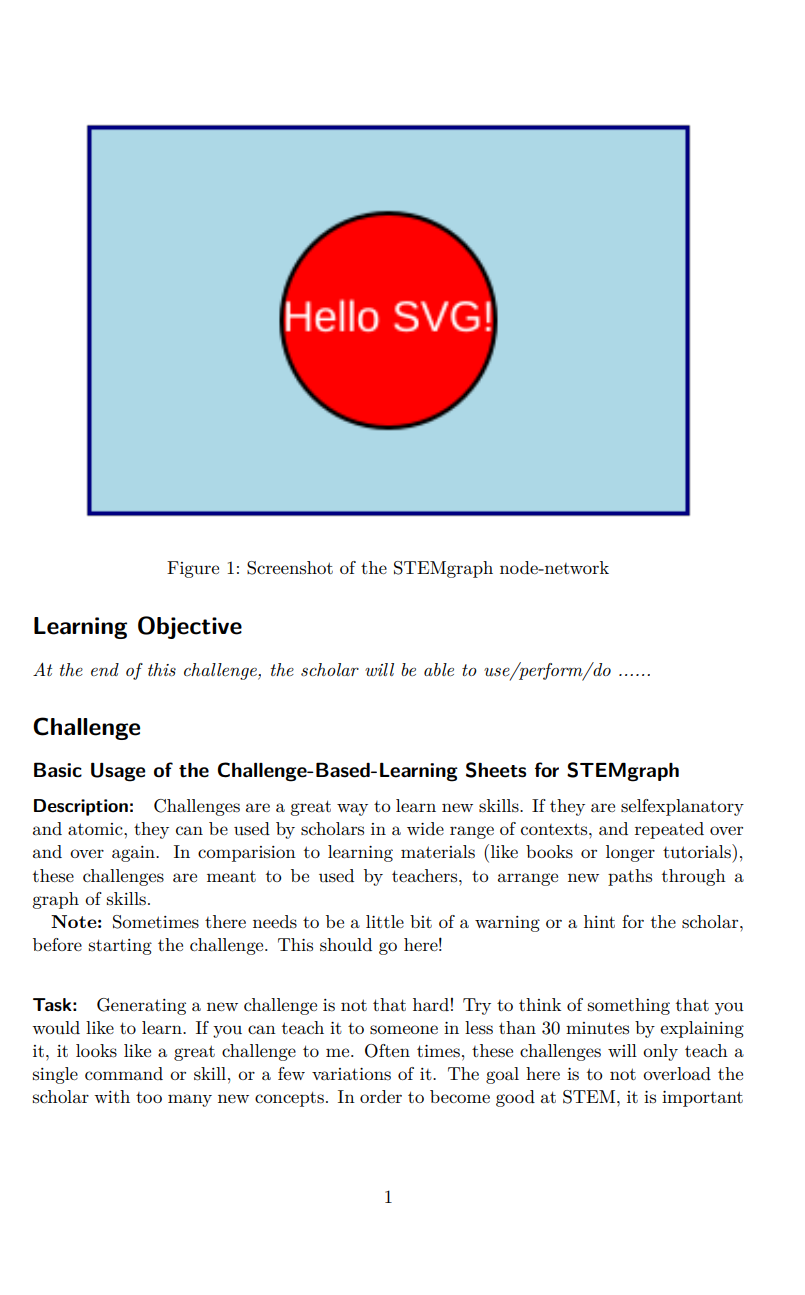 Hello SVG!
Figure 1: Screenshot of the STEMgraph node-network
Learning Objective
At the end of this challenge, the scholar will be able to use/perform/do ......
Challenge
Basic Usage of the Challenge-Based-Learning Sheets for STEMgraph
Description: Challenges are a great way to learn new skills. If they are selfexplanatory
and atomic, they can be used by scholars in a wide range of contexts, and repeated over
and over again. In comparision to learning materials (like books or longer tutorials),
these challenges are meant to be used by teachers, to arrange new paths through a
graph of skills.
Note: Sometimes there needs to be a little bit of a warning or a hint for the scholar,
before starting the challenge. This should go here!
Task: Generating a new challenge is not that hard! Try to think of something that you
would like to learn. If you can teach it to someone in less than 30 minutes by explaining
it, it looks like a great challenge to me. Often times, these challenges will only teach a
single command or skill, or a few variations of it. The goal here is to not overload the
scholar with too many new concepts. In order to become good at STEM, it is important
1